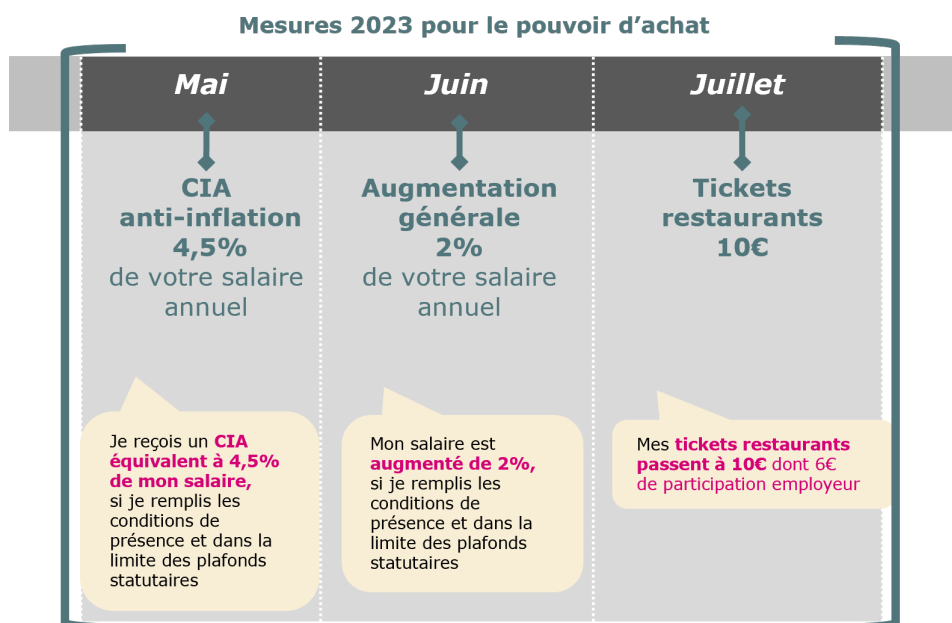 Mesures 2023 pour le pouvoir d’achat
Mai
Juin
Juillet
CIA
anti-inflation
4,5%
de votre salaire
annuel
Augmentation
générale
2%
de votre salaire
annuel
Tickets
restaurants
10€
Je reçois un CIA
équivalent à 4,5%
de mon salaire,
si je remplis les
conditions de
présence et dans la
limite des plafonds
statutaires
Mon salaire est
augmenté de 2%,
si je remplis les
conditions de
présence et dans la
limite des plafonds
statutaires
Mes tickets restaurants
passent à 10€ dont 6€
de participation employeur